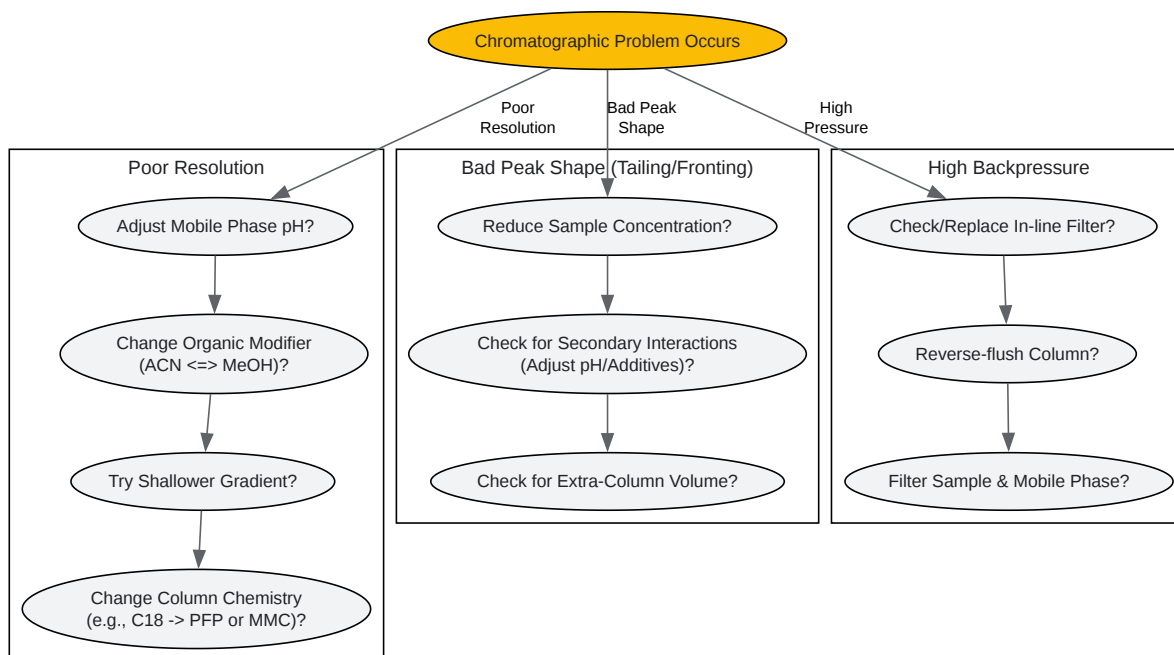 Chromatographic Problem Occurs
Poor
Resolution
Bad Peak
Shape
High
Pressure
Poor Resolution
Adjust Mobile Phase pH?
Change Organic Modifier
(ACN <=> MeOH)?
Try Shallower Gradient?
Change Column Chemistry
(e.g., C18 -> PFP or MMC)?
Bad Peak Shape (Tailing/Fronting)
Reduce Sample Concentration?
Check for Secondary Interactions
(Adjust pH/Additives)?
Check for Extra-Column Volume?
High Backpressure
Check/Replace In-line Filter?
Reverse-flush Column?
Filter Sample & Mobile Phase?